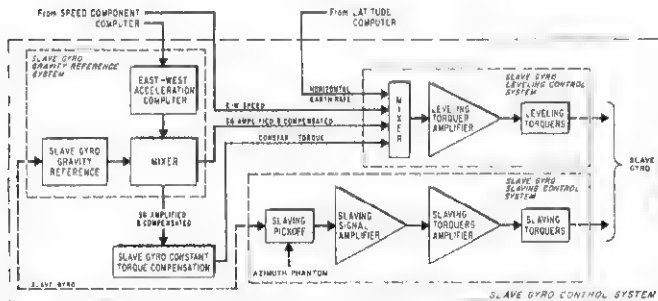 From SPEED COMPONENT
COMPUTER
From LATITUDE
COMPUTER
SLAVE GYRO
GRAVITY REFERENCE
SYSTEM
EAST-WEST
ACCELERATION
COMPUTER
SLAVE GYRO
GRAVITY
REFERENCE
MIXER
HORIZONTAL
EARTH RATE
E/W SPEED
SG AMPLIFIED & COMPENSATED
CONSTANT TORQUE
MIXER
LEVELING
TORQUER
AMPLIFIER
SLAVE GYRO
LEVELING CONTROL
SYSTEM
LEVELING
TORQUERS
SLAVE
GYRO
SG AMPLIFIED
& COMPENSATED
SLAVE GYRO CONSTANT
TORQUE COMPENSATION
SLAVING
PICKOFF
SLAVING
SIGNAL
AMPLIFIER
SLAVING
TORQUERS
AMPLIFIER
SLAVE GYRO
SLAVING CONTROL
SYSTEM
SLAVING
TORQUERS
SLAVE GYRO
AZIMUTH PHANTOM
SLAVE GYRO CONTROL SYSTEM